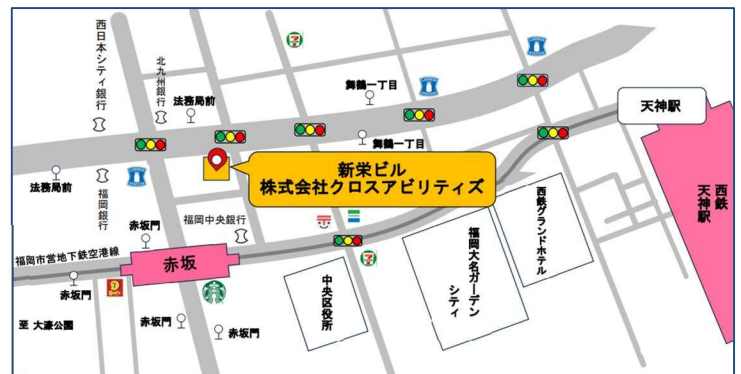 西日本シティ銀行
北九州銀行
法務局前
舞鶴一丁目
天神駅
舞鶴一丁目
新栄ビル
株式会社クロスアビリティズ
西鉄
天神駅
法務局前
福岡銀行
福岡中央銀行
西鉄グランドホテル
赤坂門
福岡市営地下鉄空港線
赤坂
福岡大名ガーデン
シティ
赤坂門
中央区役所
至 大濠公園
赤坂門
赤坂門